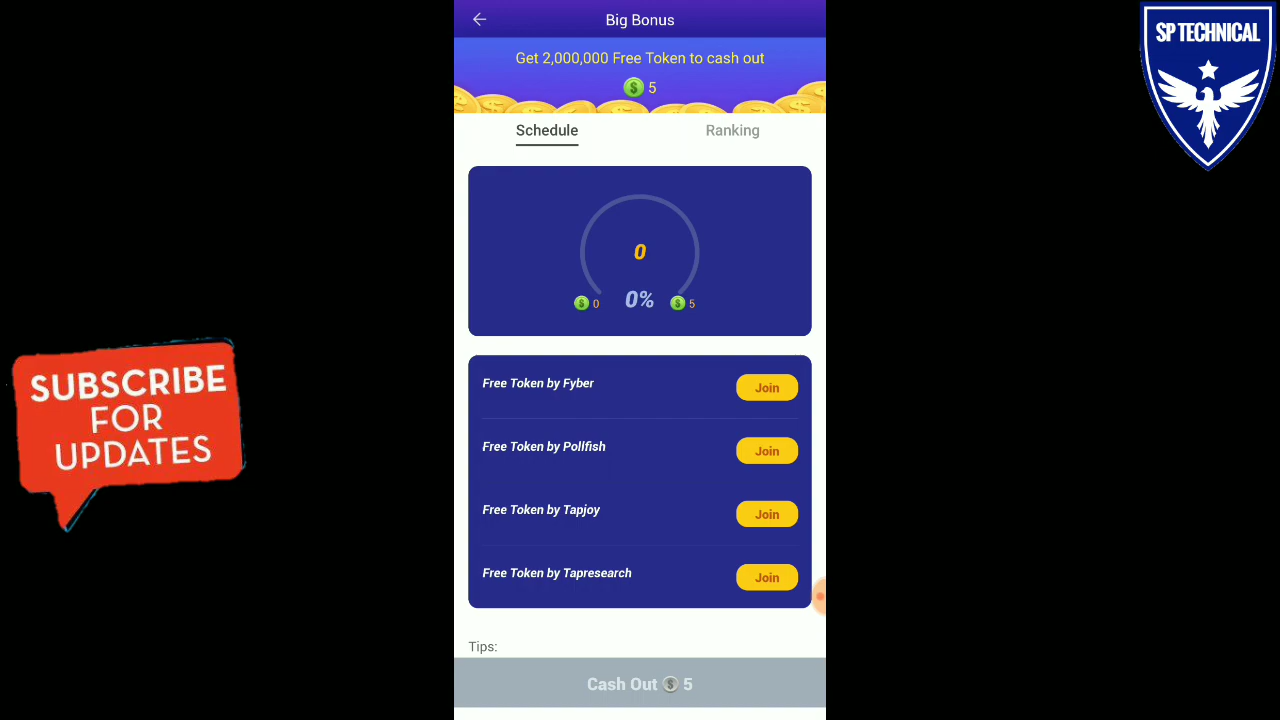 Big Bonus
SP TECHNICAL
Get 2,000,000 Free Token to cash out
$ 5
Schedule
Ranking
0
$ 0
0%
$ 5
Free Token by Fyber
Join
SUBSCRIBE
FOR
UPDATES
Free Token by Pollfish
Join
Free Token by Tapjoy
Join
Free Token by Tapresearch
Join
Tips:
Cash Out $ 5